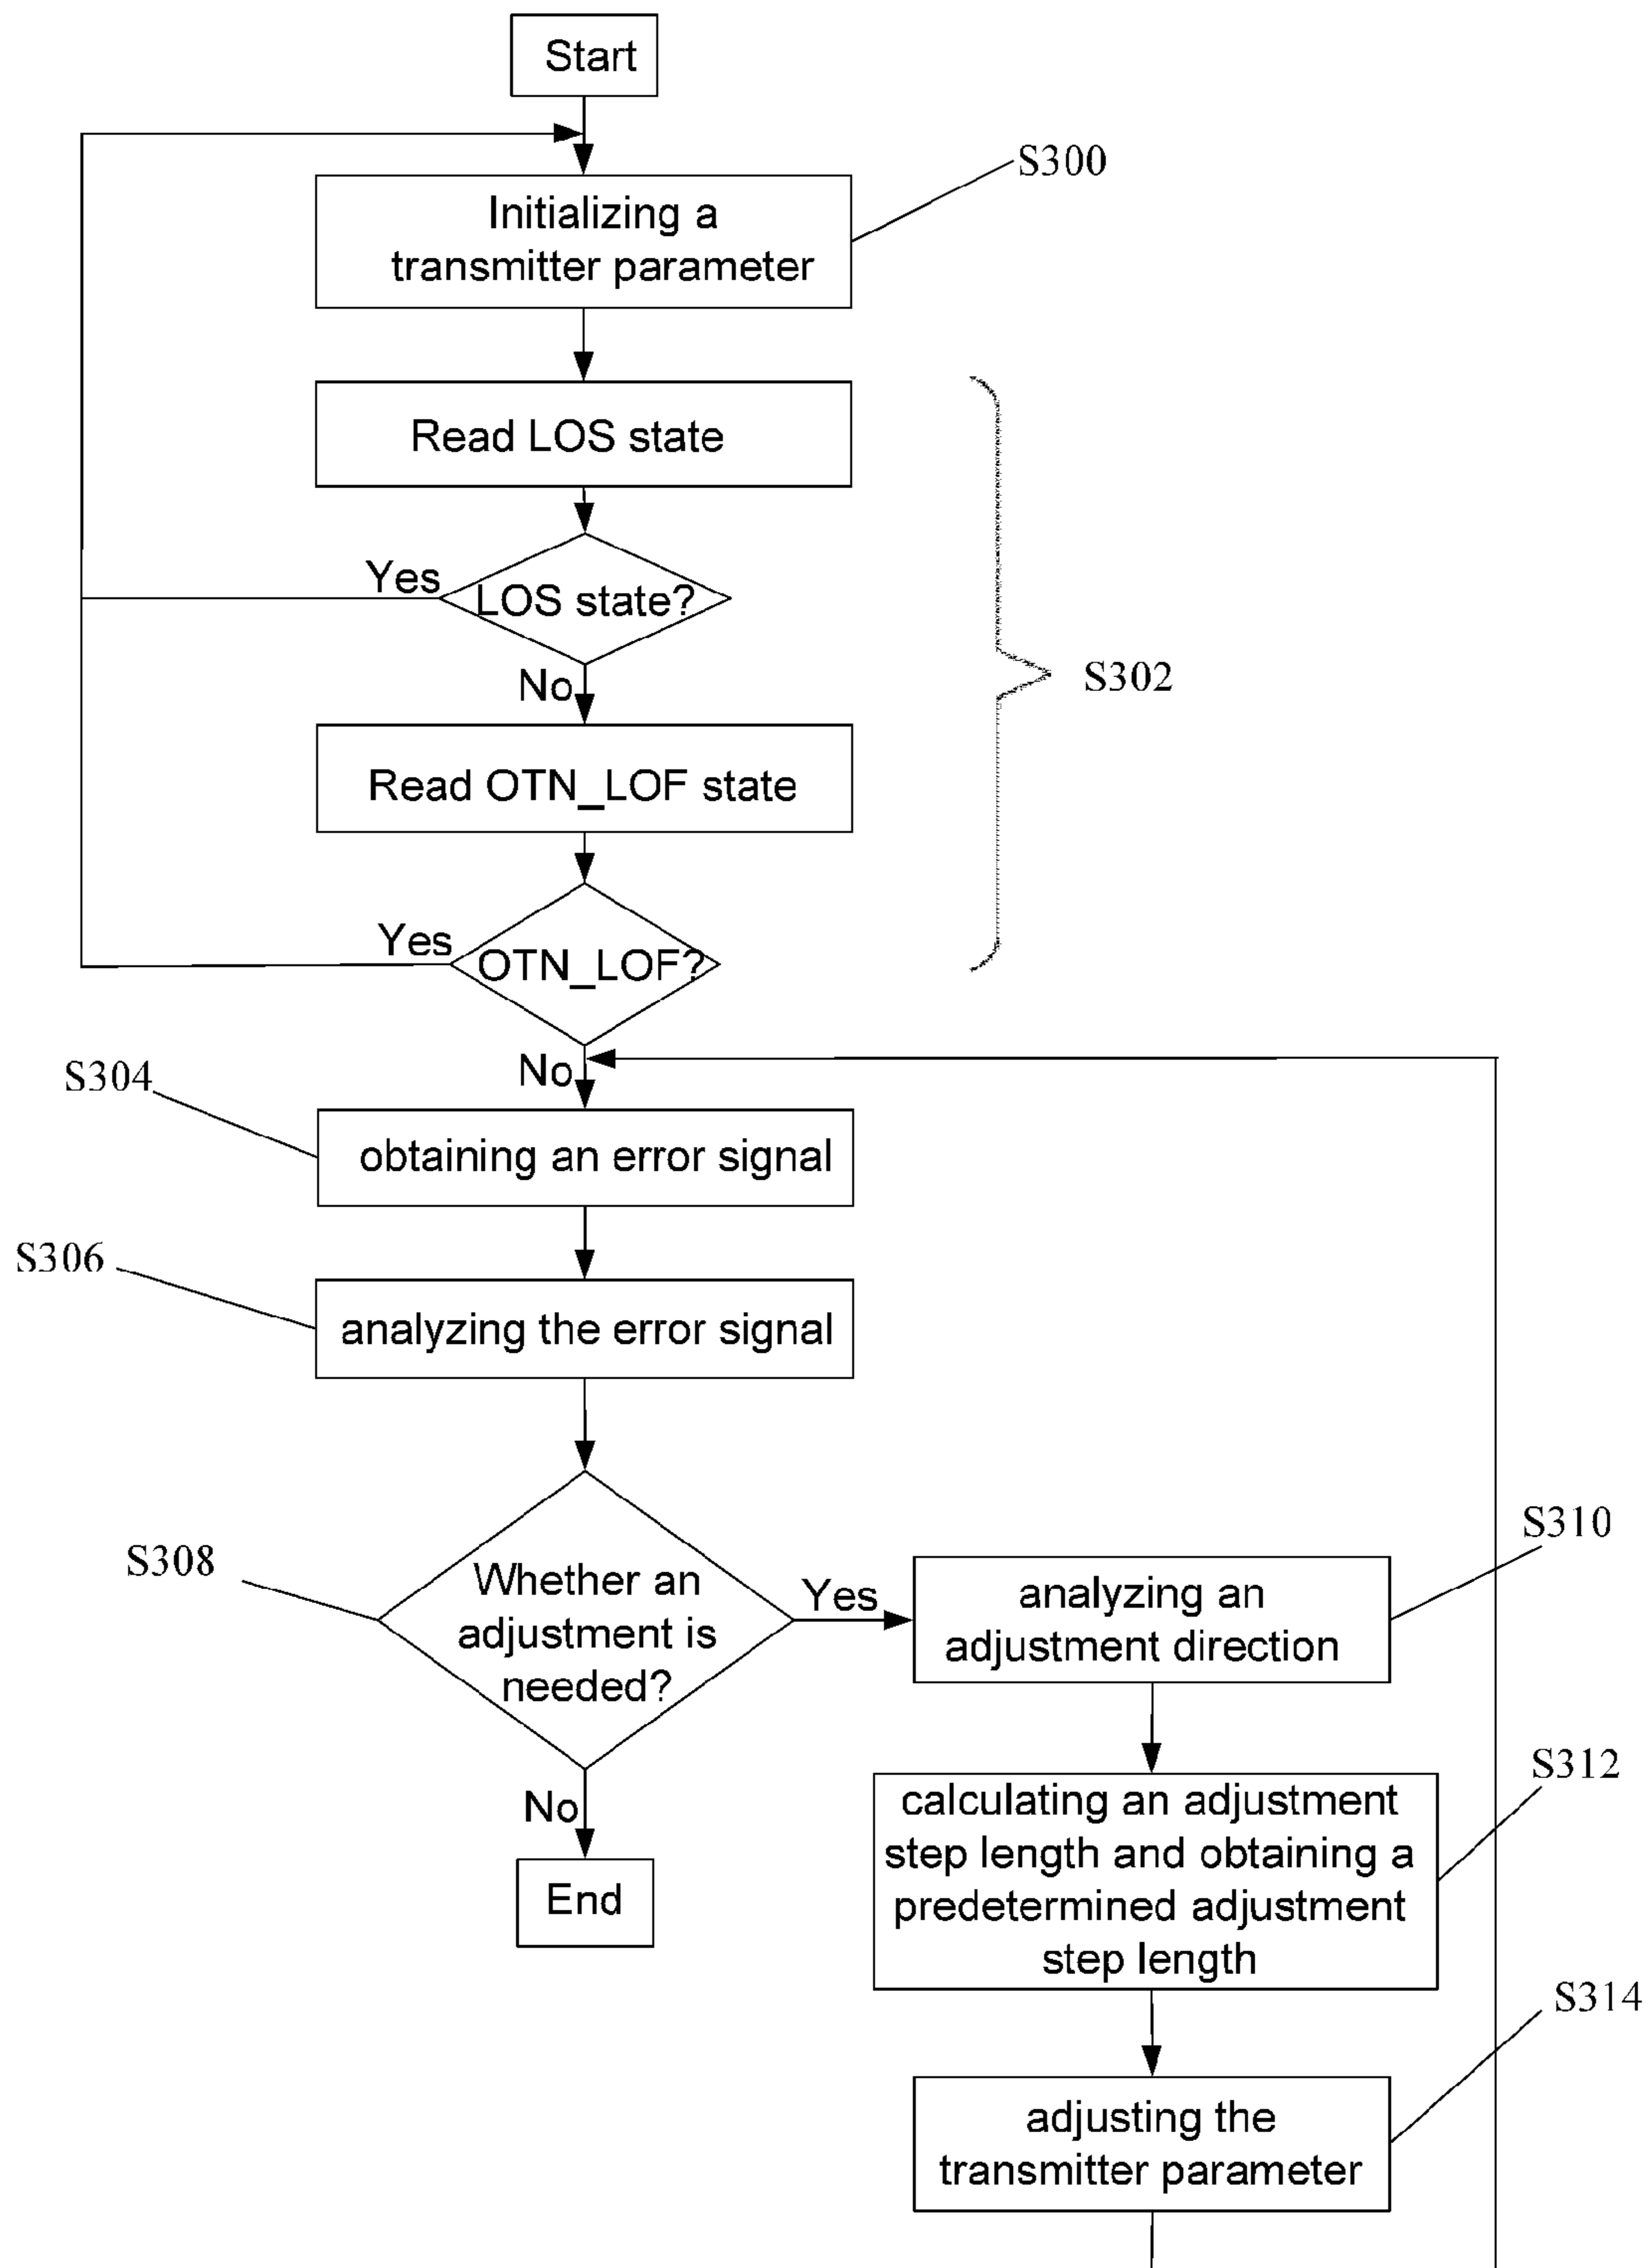 Start
S300
Initializing a
transmitter parameter
Read LOS state
Yes
LOS state?
No
S302
Read OTN_LOF state
Yes
OTN_LOF?
No
S304
obtaining an error signal
S306
analyzing the error signal
S308
Whether an
adjustment is
needed?
Yes
S310
analyzing an
adjustment direction
No
End
S312
calculating an adjustment
step length and obtaining a
predetermined adjustment
step length
S314
adjusting the
transmitter parameter